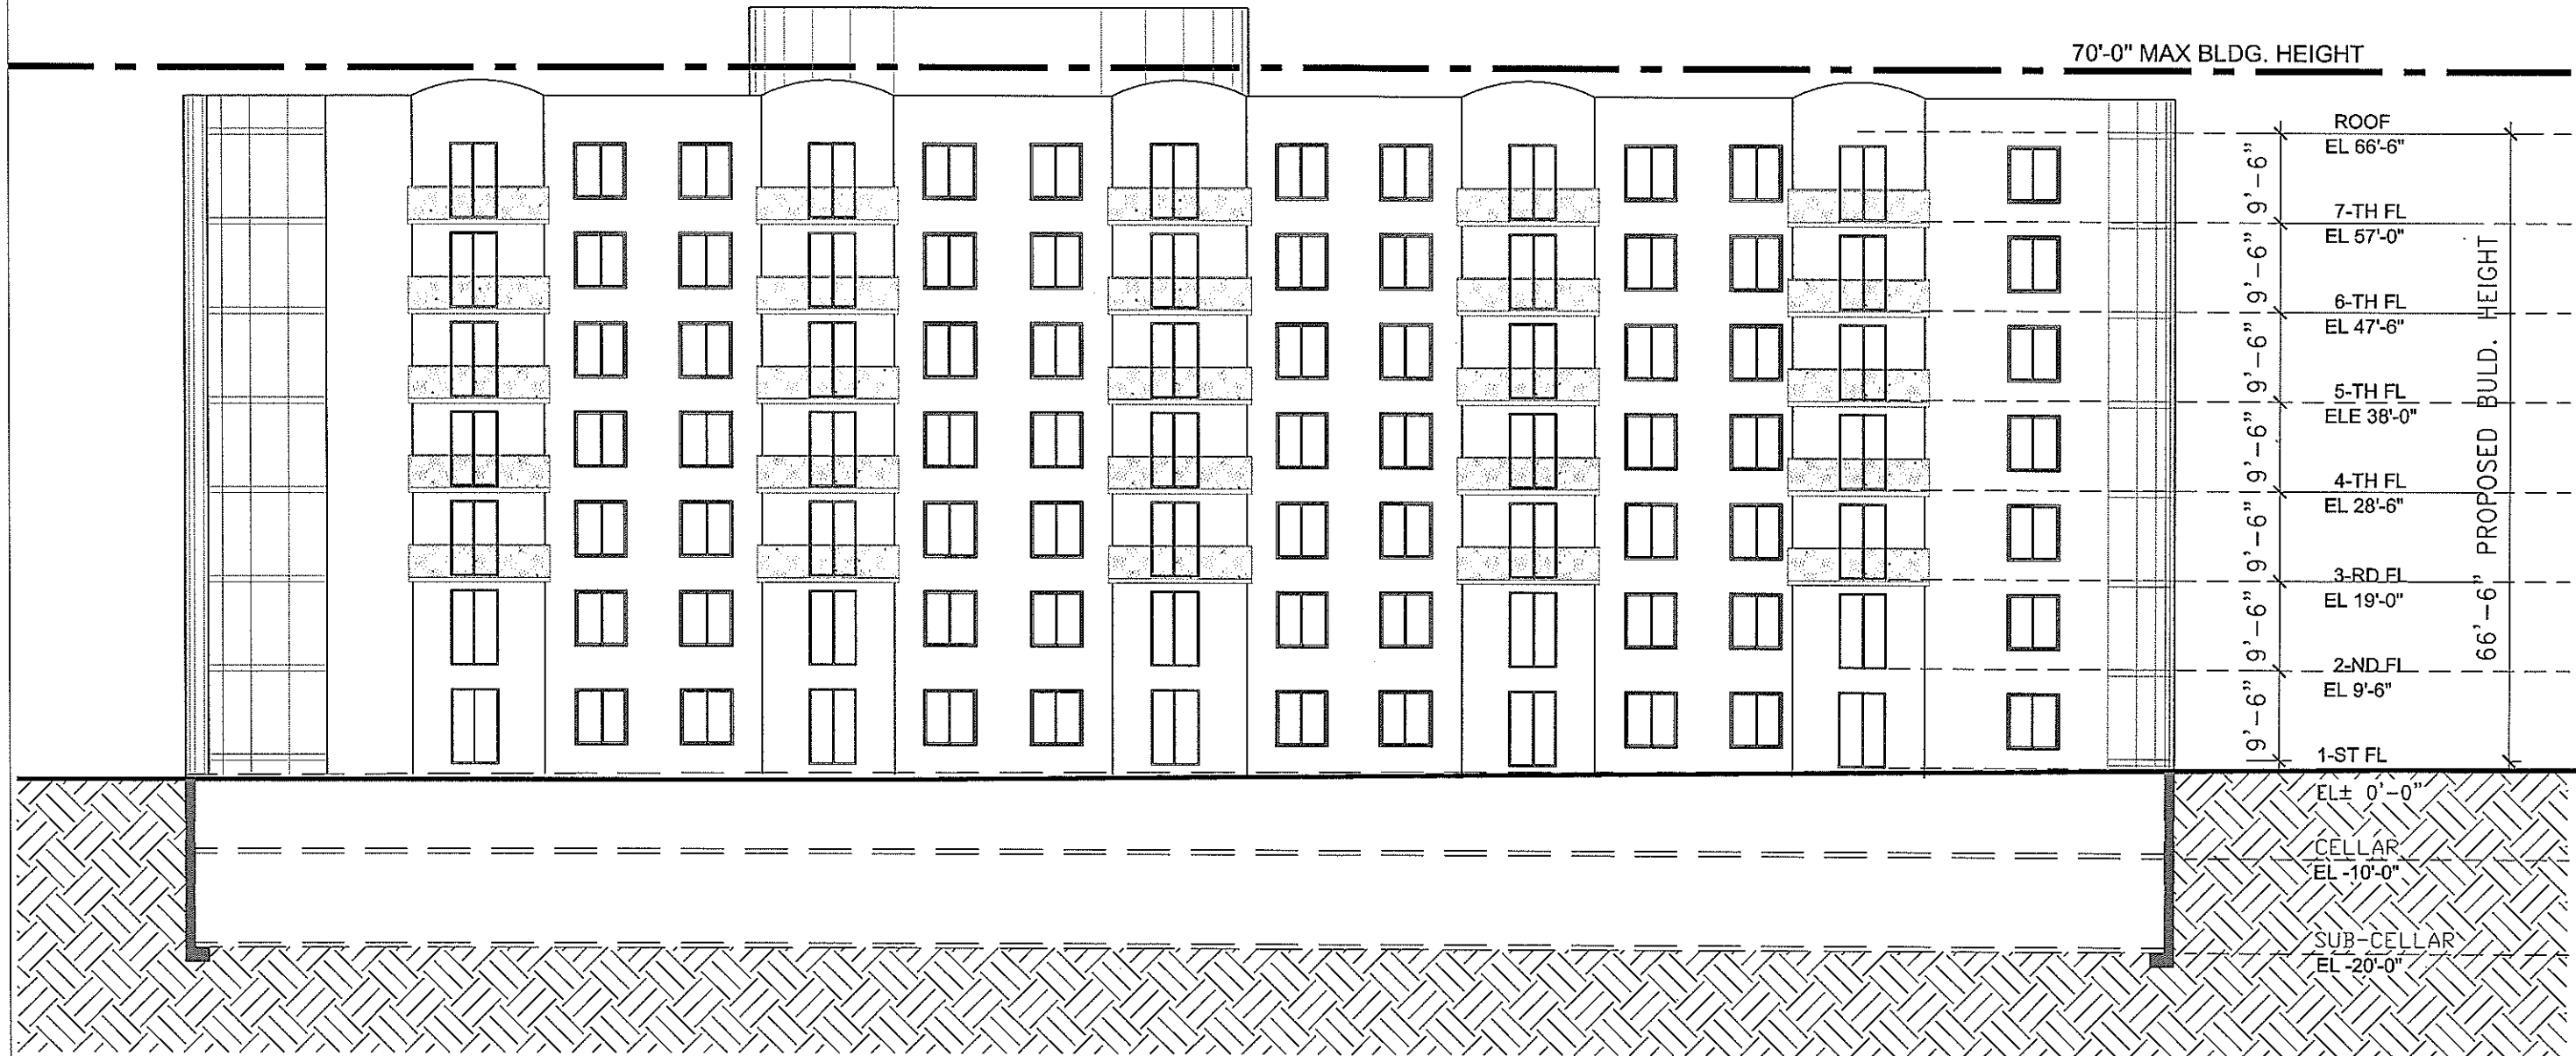 70'-0" MAX BLDG. HEIGHT
ROOF
EL 66'-6"
9'-6"
7-TH FL
EL 57'-0"
9'-6"
6-TH FL
EL 47'-6"
9'-6"
5-TH FL
ELE 38'-0"
9'-6"
4-TH FL
EL 28'-6"
9'-6"
3-RD FL
EL 19'-0"
9'-6"
2-ND FL
EL 9'-6"
9'-6"
1-ST FL
EL± 0'-0"
66'-6" PROPOSED BUILD. HEIGHT
CELLAR
EL -10'-0"
SUB-CELLAR
EL -20'-0"